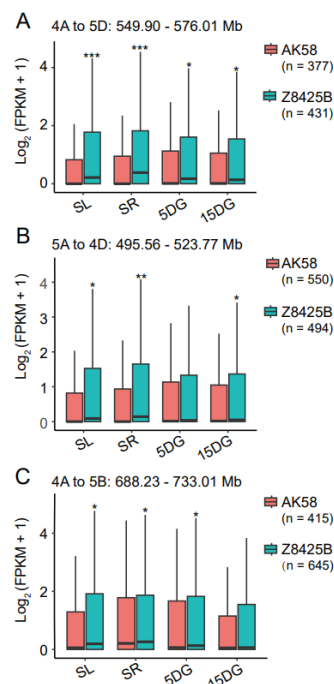 A 4A to 5D: 549.90 - 576.01 Mb
Log2 (FPKM + 1)
4
2
0
***
***
*
*
SL SR 5DG 15DG
AK58
(n = 377)
Z8425B
(n = 431)
B 5A to 4D: 495.56 - 523.77 Mb
Log2 (FPKM + 1)
4
3
2
1
0
*
**
*
SL SR 5DG 15DG
AK58
(n = 550)
Z8425B
(n = 494)
C 4A to 5B: 688.23 - 733.01 Mb
Log2 (FPKM + 1)
4
2
0
*
*
*
SL SR 5DG 15DG
AK58
(n = 415)
Z8425B
(n = 645)